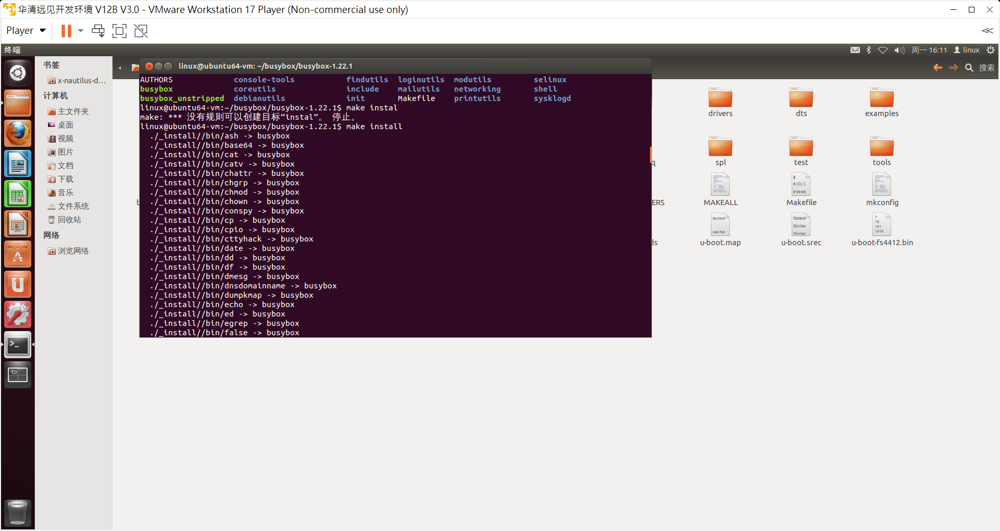 华清远见开发环境 V12B V3.0 - VMware Workstation 17 Player (Non-commercial use only)
Player
终端
周一 16:11
linux
书签
x-nautilus-d...
计算机
主文件夹
桌面
视频
图片
文档
下载
音乐
文件系统
回收站
网络
浏览网络
linux@ubuntu64-vm: ~/busybox/busybox-1.22.1
搜索
AUTHORS console-tools findutils loginutils modutils selinux
busybox coreutils include mailutils networking shell
busybox_unstripped debianutils init Makefile printutils sysklogd
linux@ubuntu64-vm:~/busybox/busybox-1.22.1$ make instal
make: *** 没有规则可以创建目标“instal”。 停止。
linux@ubuntu64-vm:~/busybox/busybox-1.22.1$ make install
./_install//bin/ash -> busybox
./_install//bin/base64 -> busybox
./_install//bin/cat -> busybox
./_install//bin/catv -> busybox
./_install//bin/chattr -> busybox
./_install//bin/chgrp -> busybox
./_install//bin/chmod -> busybox
./_install//bin/chown -> busybox
./_install//bin/conspy -> busybox
./_install//bin/cp -> busybox
./_install//bin/cpio -> busybox
./_install//bin/cttyhack -> busybox
./_install//bin/date -> busybox
./_install//bin/dd -> busybox
./_install//bin/df -> busybox
./_install//bin/dmesg -> busybox
./_install//bin/dnsdomainname -> busybox
./_install//bin/dumpkmap -> busybox
./_install//bin/echo -> busybox
./_install//bin/ed -> busybox
./_install//bin/egrep -> busybox
./_install//bin/false -> busybox
drivers dts examples
q spl test tools
ERS MAKEALL Makefile mkconfig
ds u-boot.map u-boot.srec u-boot-fs4412.bin